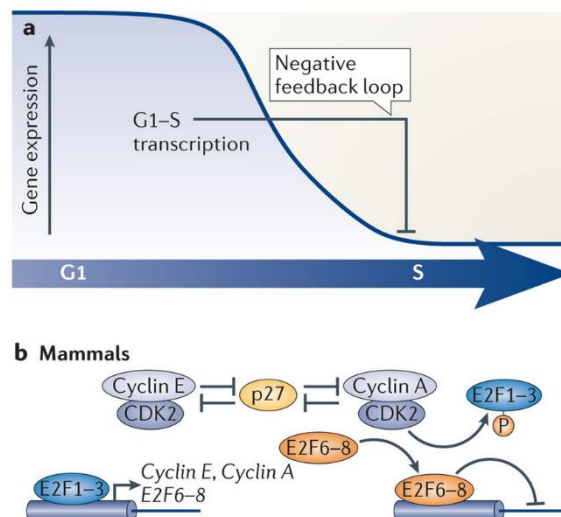 a
Gene expression
Negative
feedback loop
G1–S
transcription
G1
S
b Mammals
Cyclin E
CDK2
p27
Cyclin A
CDK2
E2F1–3
P
E2F6–8
E2F1–3
Cyclin E, Cyclin A
E2F6–8
E2F6–8